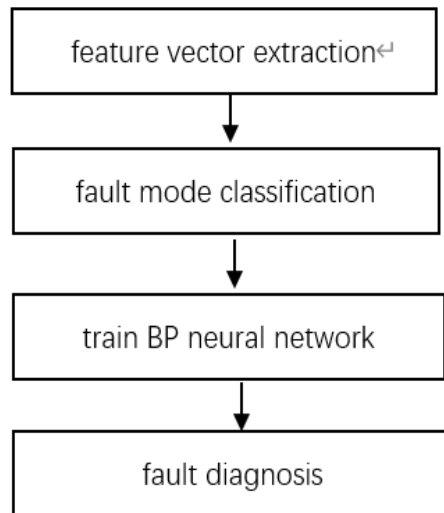 feature vector extraction↵
fault mode classification
train BP neural network
fault diagnosis